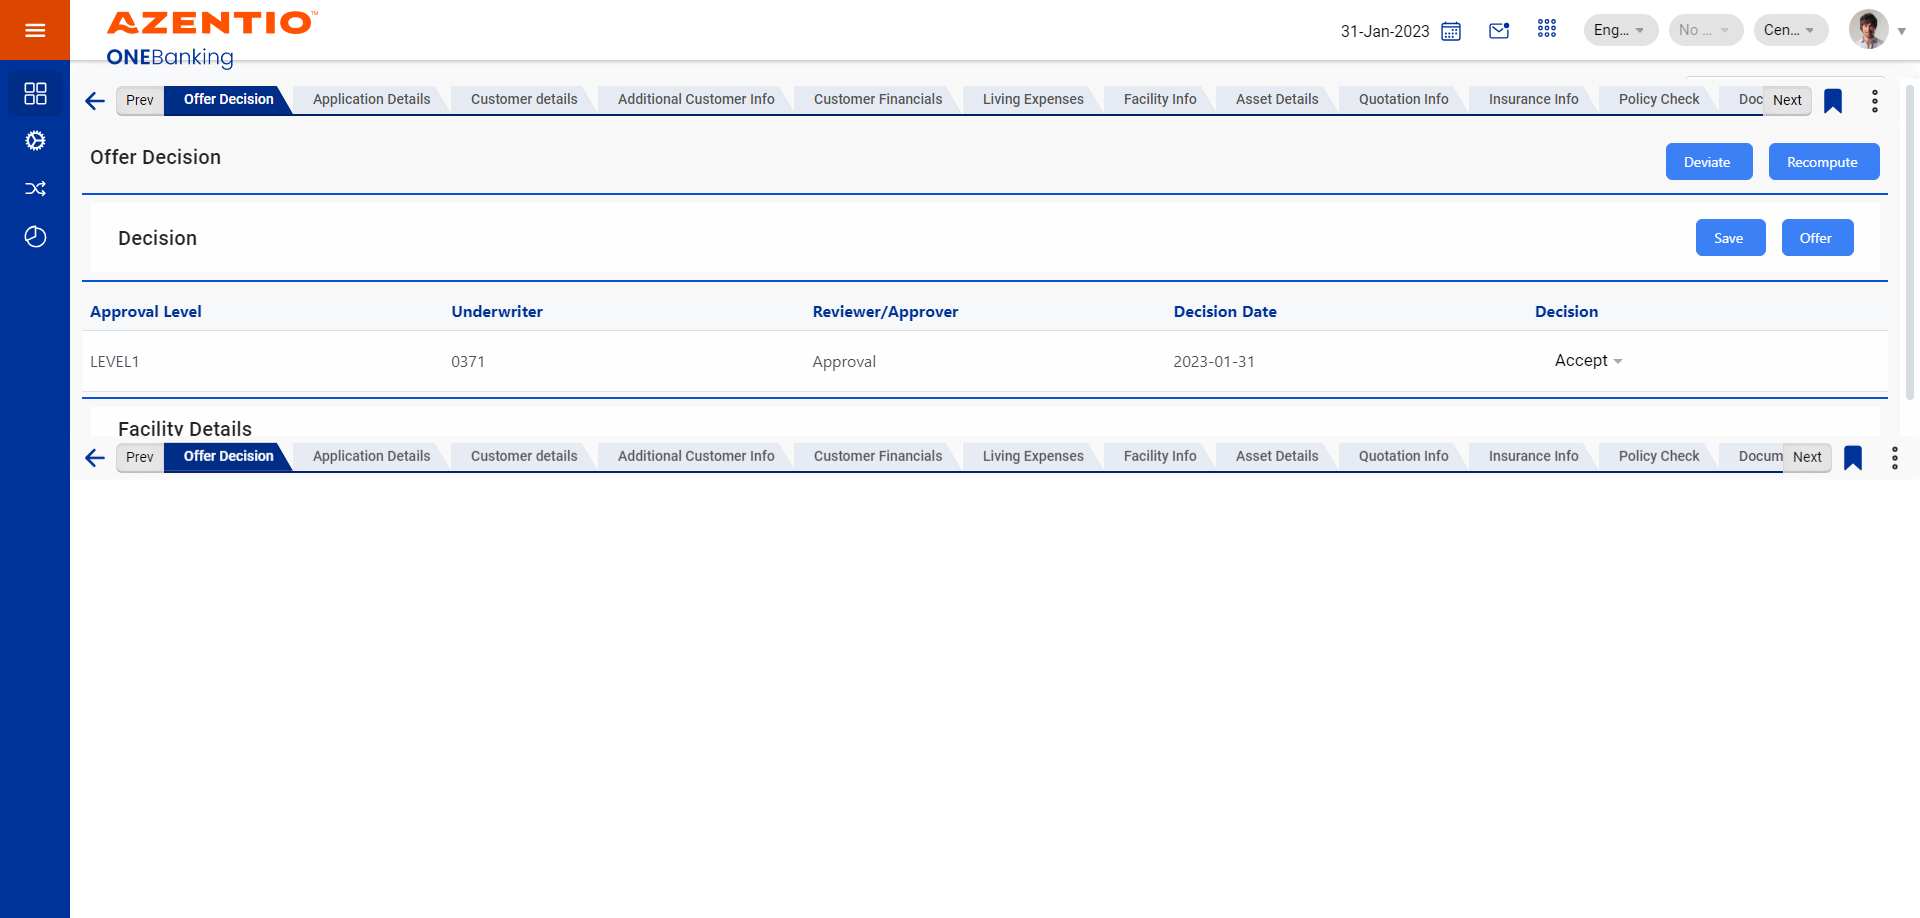 AZENTIO™
ONEBanking
31-Jan-2023
Eng...
No ...
Cen...
Prev
Offer Decision
Application Details
Customer details
Additional Customer Info
Customer Financials
Living Expenses
Facility Info
Asset Details
Quotation Info
Insurance Info
Policy Check
Doc
Next
Offer Decision
Deviate
Recompute
Decision
Save
Offer
Approval Level
Underwriter
Reviewer/Approver
Decision Date
Decision
LEVEL1
0371
Approval
2023-01-31
Accept
Facility Details
Prev
Offer Decision
Application Details
Customer details
Additional Customer Info
Customer Financials
Living Expenses
Facility Info
Asset Details
Quotation Info
Insurance Info
Policy Check
Docum
Next